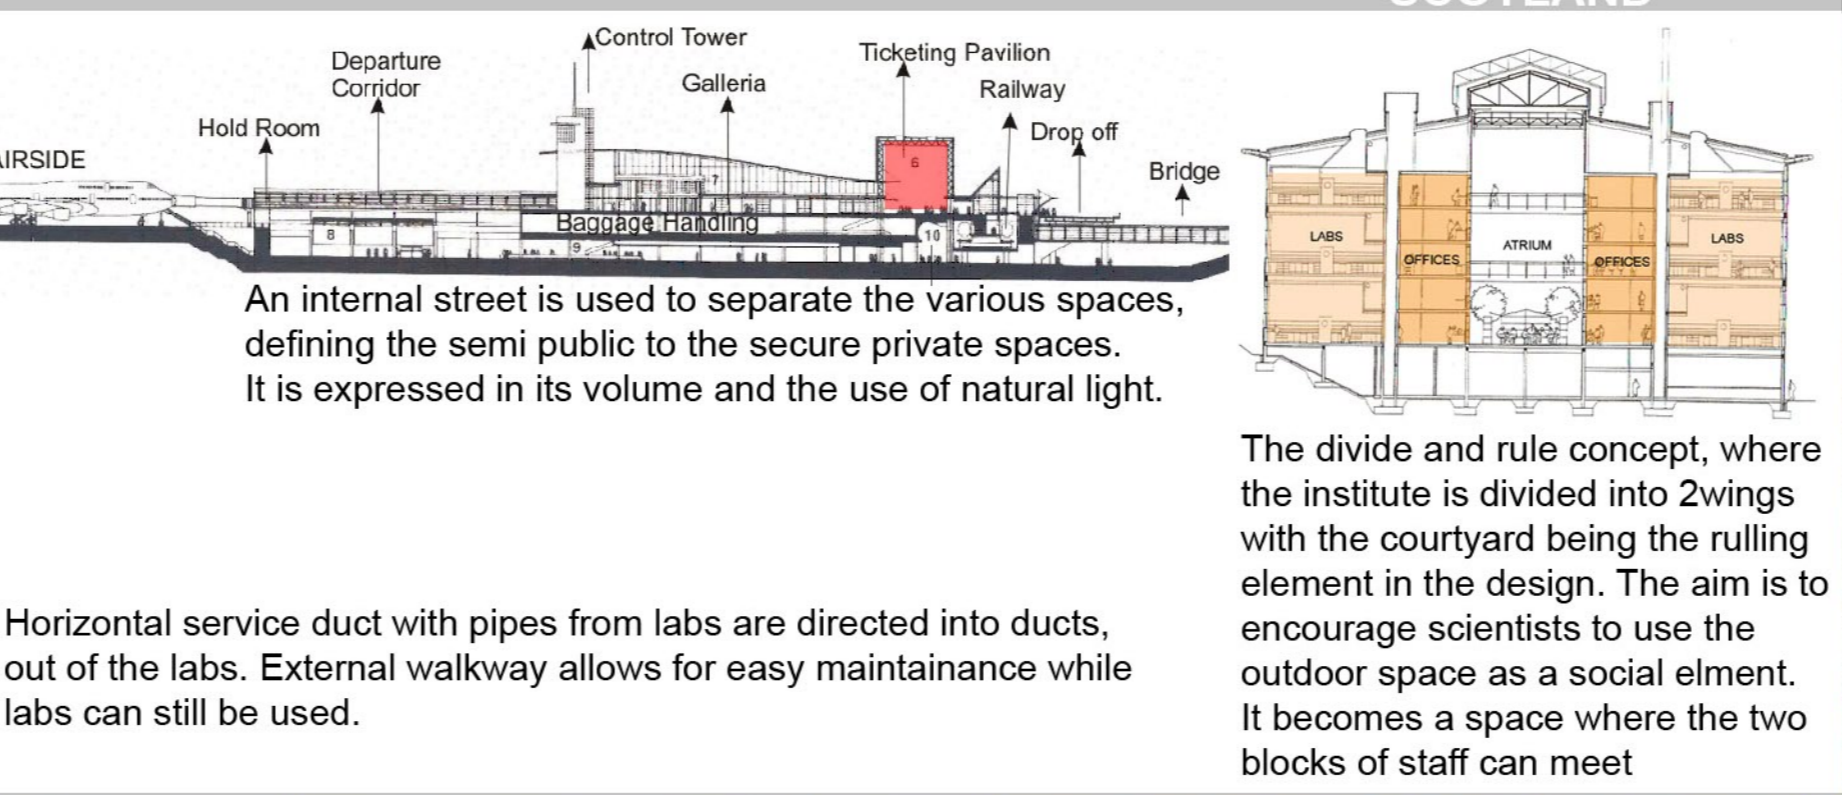 SCOTLAND
Control Tower
Departure
Corridor
Ticketing Pavilion
Galleria
Railway
Hold Room
Drop off
AIRSIDE
Bridge
6
7
Baggage Handling
8
9
10
An internal street is used to separate the various spaces,
defining the semi public to the secure private spaces.
It is expressed in its volume and the use of natural light.
Horizontal service duct with pipes from labs are directed into ducts,
out of the labs. External walkway allows for easy maintainance while
labs can still be used.
LABS
OFFICES
ATRIUM
OFFICES
LABS
The divide and rule concept, where
the institute is divided into 2wings
with the courtyard being the rulling
element in the design. The aim is to
encourage scientists to use the
outdoor space as a social elment.
It becomes a space where the two
blocks of staff can meet